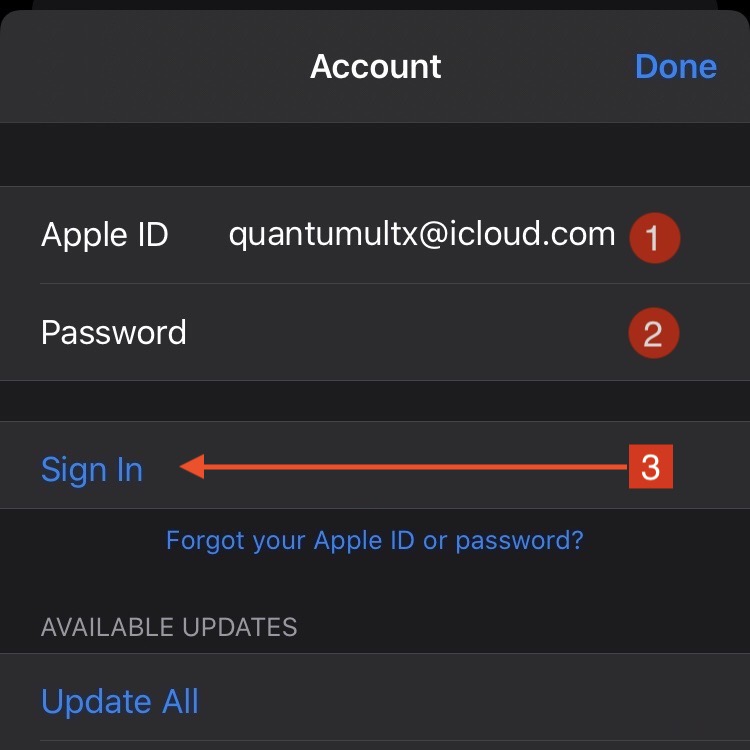 Account Done
Apple ID quantumultx@icloud.com 1
Password 2
Sign In 3
Forgot your Apple ID or password?
AVAILABLE UPDATES
Update All